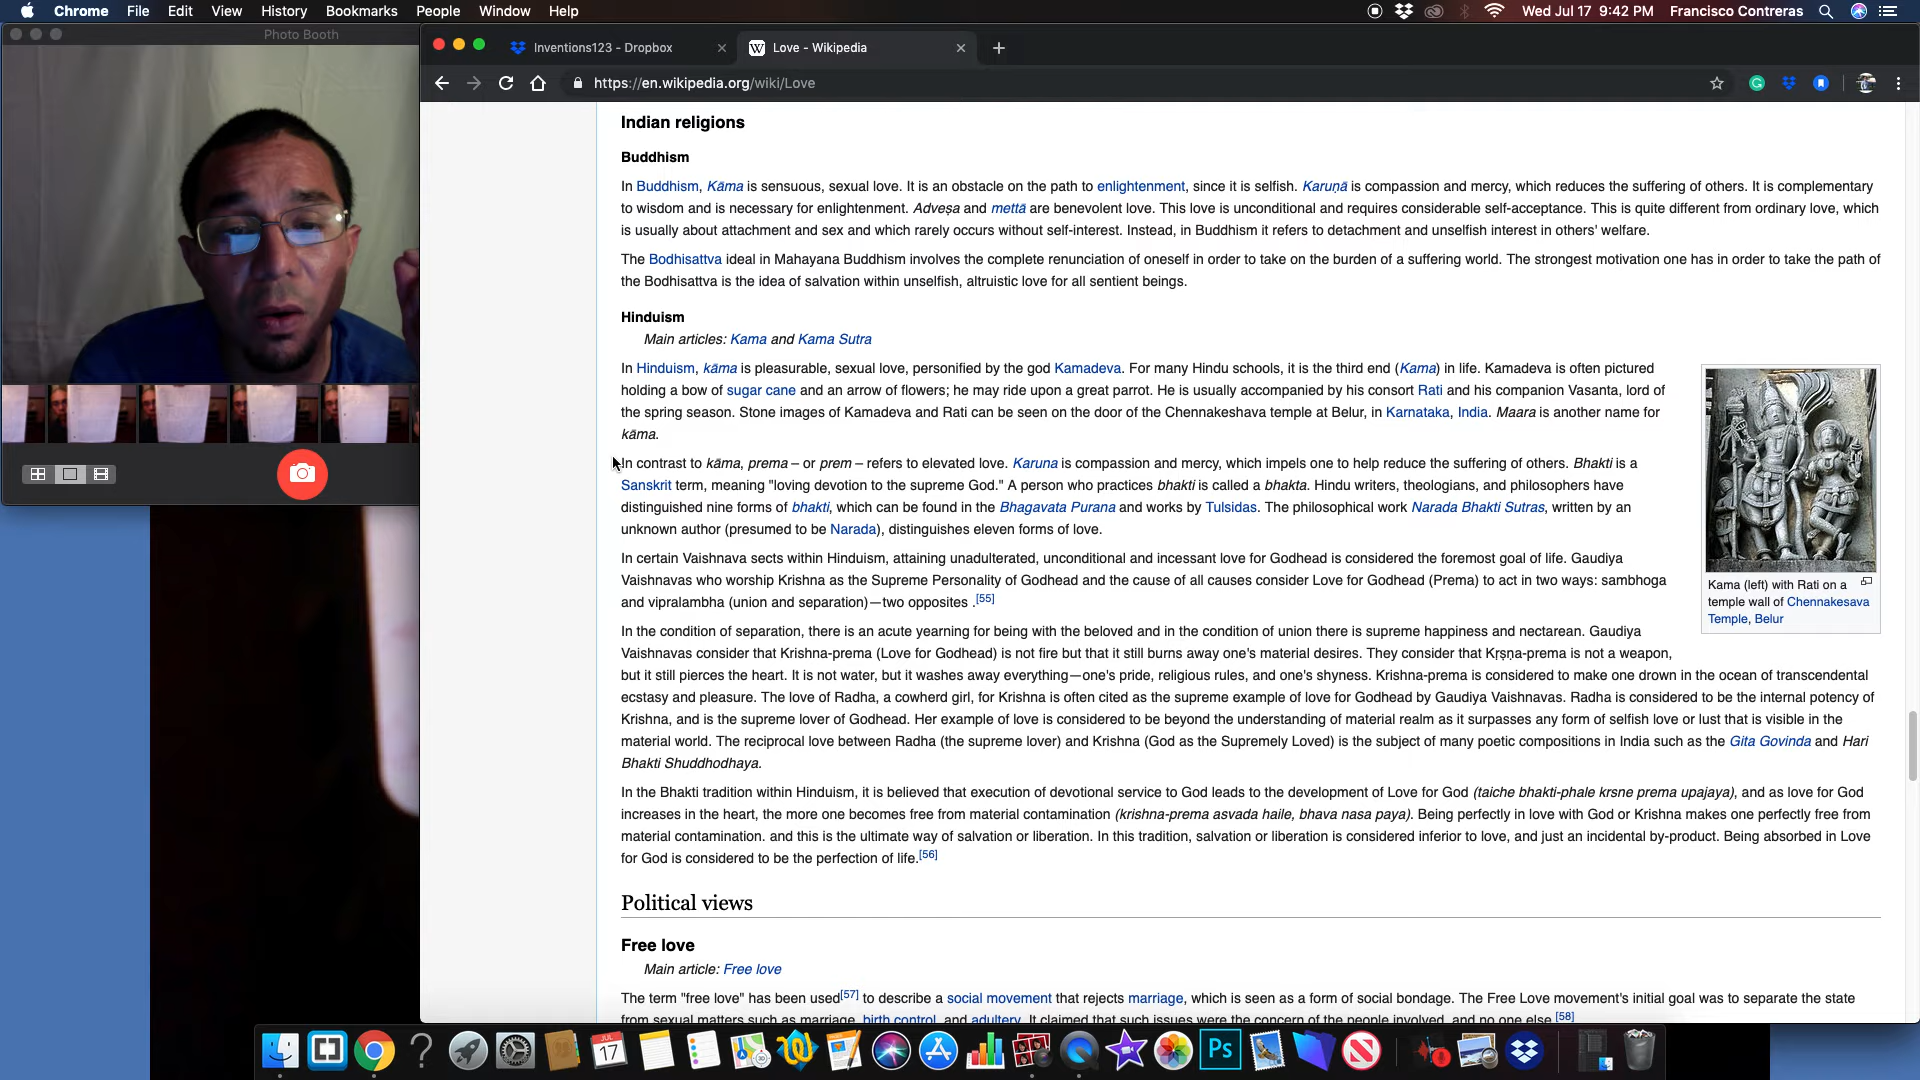 Chrome File Edit View History Bookmarks People Window Help Wed Jul 17 9:42 PM Francisco Contreras
Photo Booth
Inventions123 - Dropbox
Love - Wikipedia
https://en.wikipedia.org/wiki/Love
Indian religions
Buddhism
In Buddhism, Kāma is sensuous, sexual love. It is an obstacle on the path to enlightenment, since it is selfish. Karuṇā is compassion and mercy, which reduces the suffering of others. It is complementary
to wisdom and is necessary for enlightenment. Adveṣa and mettā are benevolent love. This love is unconditional and requires considerable self-acceptance. This is quite different from ordinary love, which
is usually about attachment and sex and which rarely occurs without self-interest. Instead, in Buddhism it refers to detachment and unselfish interest in others' welfare.
The Bodhisattva ideal in Mahayana Buddhism involves the complete renunciation of oneself in order to take on the burden of a suffering world. The strongest motivation one has in order to take the path of
the Bodhisattva is the idea of salvation within unselfish, altruistic love for all sentient beings.
Hinduism
Main articles: Kama and Kama Sutra
In Hinduism, kāma is pleasurable, sexual love, personified by the god Kamadeva. For many Hindu schools, it is the third end (Kama) in life. Kamadeva is often pictured
holding a bow of sugar cane and an arrow of flowers; he may ride upon a great parrot. He is usually accompanied by his consort Rati and his companion Vasanta, lord of
the spring season. Stone images of Kamadeva and Rati can be seen on the door of the Chennakeshava temple at Belur, in Karnataka, India. Maara is another name for
kāma.
In contrast to kāma, prema – or prem – refers to elevated love. Karuna is compassion and mercy, which impels one to help reduce the suffering of others. Bhakti is a
Sanskrit term, meaning "loving devotion to the supreme God." A person who practices bhakti is called a bhakta. Hindu writers, theologians, and philosophers have
distinguished nine forms of bhakti, which can be found in the Bhagavata Purana and works by Tulsidas. The philosophical work Narada Bhakti Sutras, written by an
unknown author (presumed to be Narada), distinguishes eleven forms of love.
In certain Vaishnava sects within Hinduism, attaining unadulterated, unconditional and incessant love for Godhead is considered the foremost goal of life. Gaudiya
Vaishnavas who worship Krishna as the Supreme Personality of Godhead and the cause of all causes consider Love for Godhead (Prema) to act in two ways: sambhoga
and vipralambha (union and separation)—two opposites .[55]
Kama (left) with Rati on a
temple wall of Chennakesava
Temple, Belur
In the condition of separation, there is an acute yearning for being with the beloved and in the condition of union there is supreme happiness and nectarean. Gaudiya
Vaishnavas consider that Krishna-prema (Love for Godhead) is not fire but that it still burns away one's material desires. They consider that Kṛṣṇa-prema is not a weapon,
but it still pierces the heart. It is not water, but it washes away everything—one's pride, religious rules, and one's shyness. Krishna-prema is considered to make one drown in the ocean of transcendental
ecstasy and pleasure. The love of Radha, a cowherd girl, for Krishna is often cited as the supreme example of love for Godhead by Gaudiya Vaishnavas. Radha is considered to be the internal potency of
Krishna, and is the supreme lover of Godhead. Her example of love is considered to be beyond the understanding of material realm as it surpasses any form of selfish love or lust that is visible in the
material world. The reciprocal love between Radha (the supreme lover) and Krishna (God as the Supremely Loved) is the subject of many poetic compositions in India such as the Gita Govinda and Hari
Bhakti Shuddhodhaya.
In the Bhakti tradition within Hinduism, it is believed that execution of devotional service to God leads to the development of Love for God (taiche bhakti-phale krsne prema upajaya), and as love for God
increases in the heart, the more one becomes free from material contamination (krishna-prema asvada haile, bhava nasa paya). Being perfectly in love with God or Krishna makes one perfectly free from
material contamination. and this is the ultimate way of salvation or liberation. In this tradition, salvation or liberation is considered inferior to love, and just an incidental by-product. Being absorbed in Love
for God is considered to be the perfection of life.[56]
Political views
Free love
Main article: Free love
The term "free love" has been used[57] to describe a social movement that rejects marriage, which is seen as a form of social bondage. The Free Love movement's initial goal was to separate the state
from sexual matters such as marriage, birth control, and adultery. It claimed that such issues were the concern of the people involved, and no one else.[58]
JUL
17
Ps